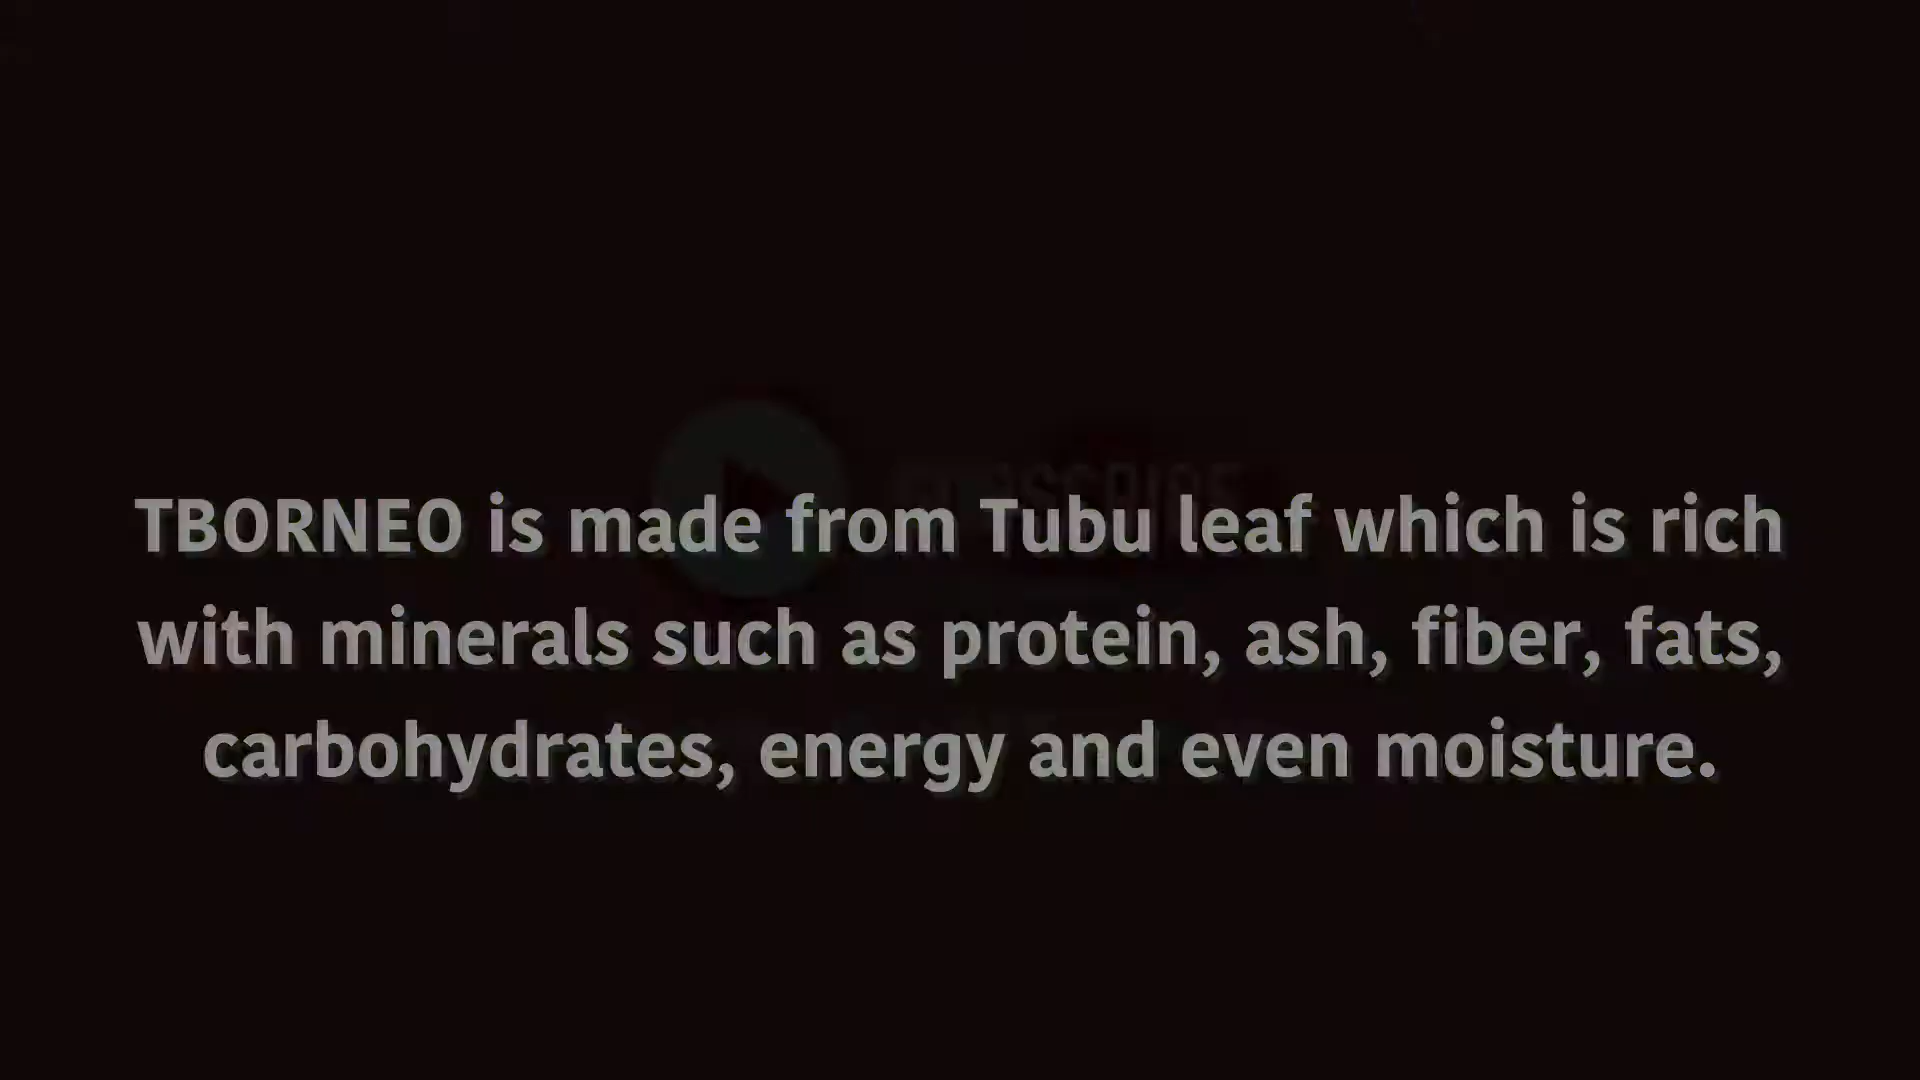 TBORNEO is made from Tubu leaf which is rich
with minerals such as protein, ash, fiber, fats,
carbohydrates, energy and even moisture.